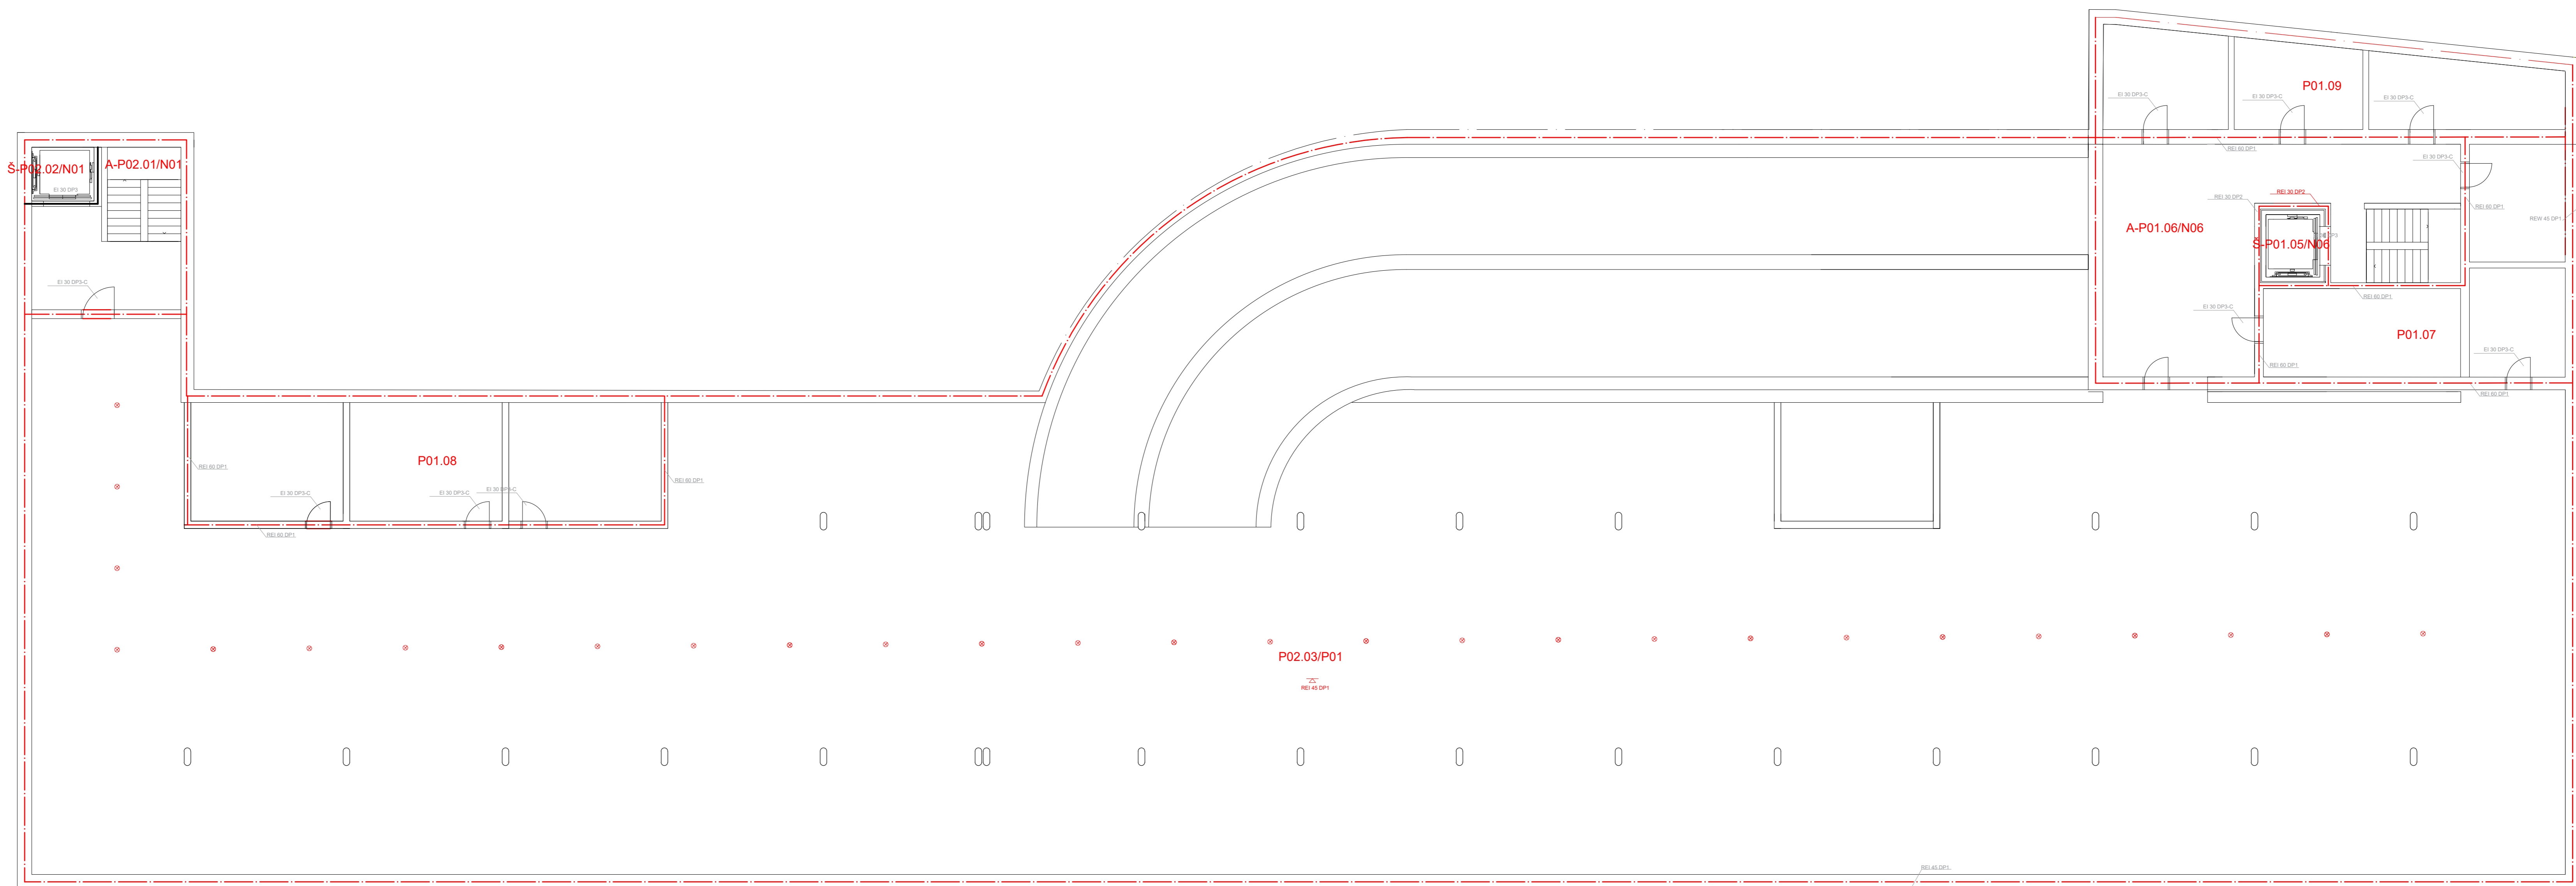 P01.09
EI 30 DP3-C
EI 30 DP3-C
EI 30 DP3-C
REI 60 DP1
EI 30 DP3-C
Š-P02.02/N01
A-P02.01/N01
EI 30 DP3
REI 30 DP2
REI 30 DP2
REI 60 DP1
REW 45 DP1
A-P01.06/N06
Š-P01.05/N06
EI 30 DP3-C
REI 60 DP1
EI 30 DP3-C
P01.07
EI 30 DP3-C
REI 60 DP1
REI 60 DP1
P01.08
REI 60 DP1
REI 60 DP1
EI 30 DP3-C
EI 30 DP3-C
EI 30 DP3-C
REI 60 DP1
P02.03/P01
REI 45 DP1
REI 45 DP1